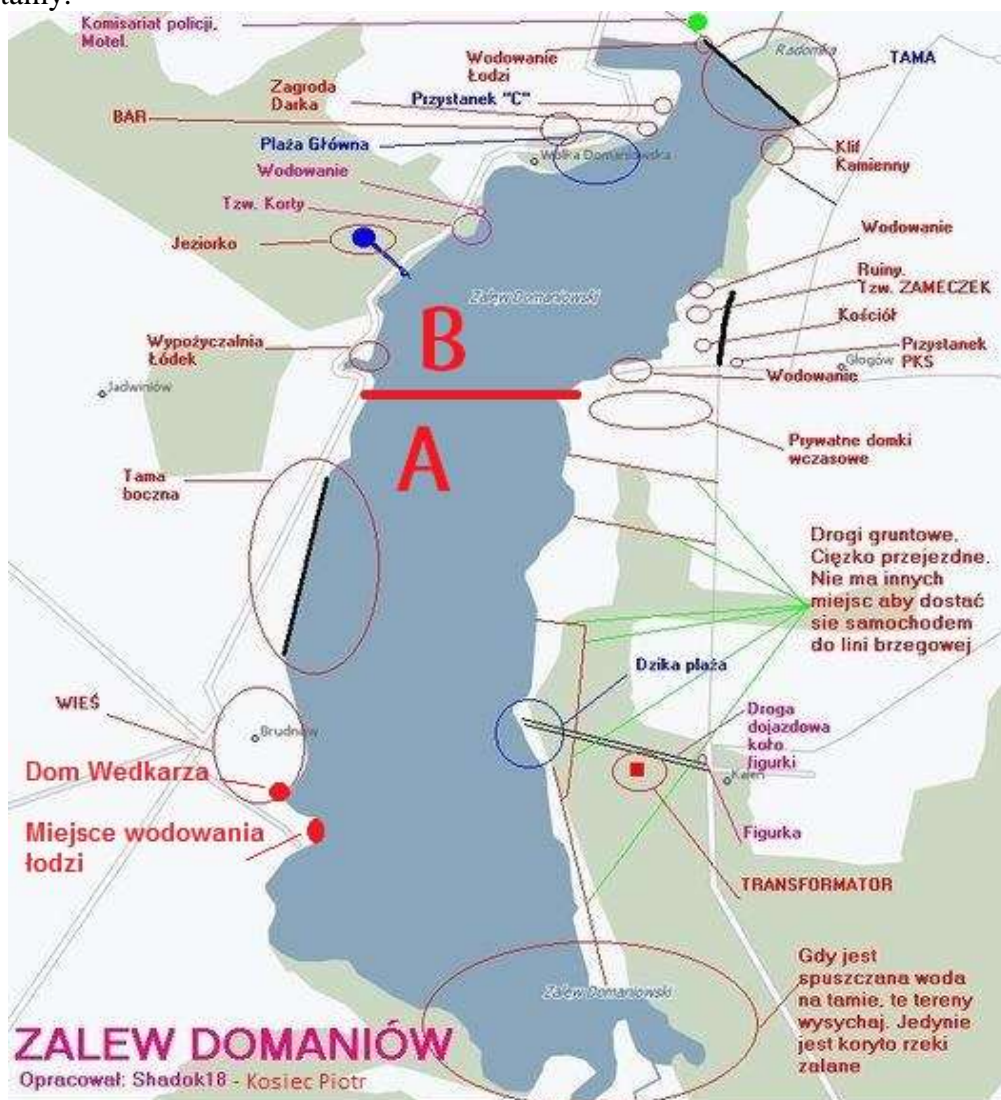 tamy.
Komisariat policji,
Motel.
Wodowanie
Łodzi
Radomka
TAMA
Zagroda
Darka
Przystanek "C"
BAR
Plaża Główna
Wólka Domaniowska
Klif
Kamienny
Wodowanie
Tzw. Korty
Jeziorko
Wodowanie
Zalew Domaniowski
Ruiny.
Tzw. ZAMECZEK
Kościół
Wypożyczalnia
Łódek
B
Przystanek
PKS
Głogów
Wodowanie
Jadwiniów
A
Prywatne domki
wczasowe
Tama
boczna
Drogi gruntowe.
Cięzko przejezdne.
Nie ma innych
miejsc aby dostać
sie samochodem
do lini brzegowej
Dzika plaża
WIEŚ
Brudnów
Droga
dojazdowa
koło
figurki
Dom Wedkarza
Kaleń
Miejsce wodowania
łodzi
Figurka
TRANSFORMATOR
Gdy jest
spuszczana woda
na tamie, te tereny
wysychaj. Jedynie
jest koryto rzeki
zalane
Zalew Domaniowski
ZALEW DOMANIÓW
Opracował: Shadok18 - Kosiec Piotr